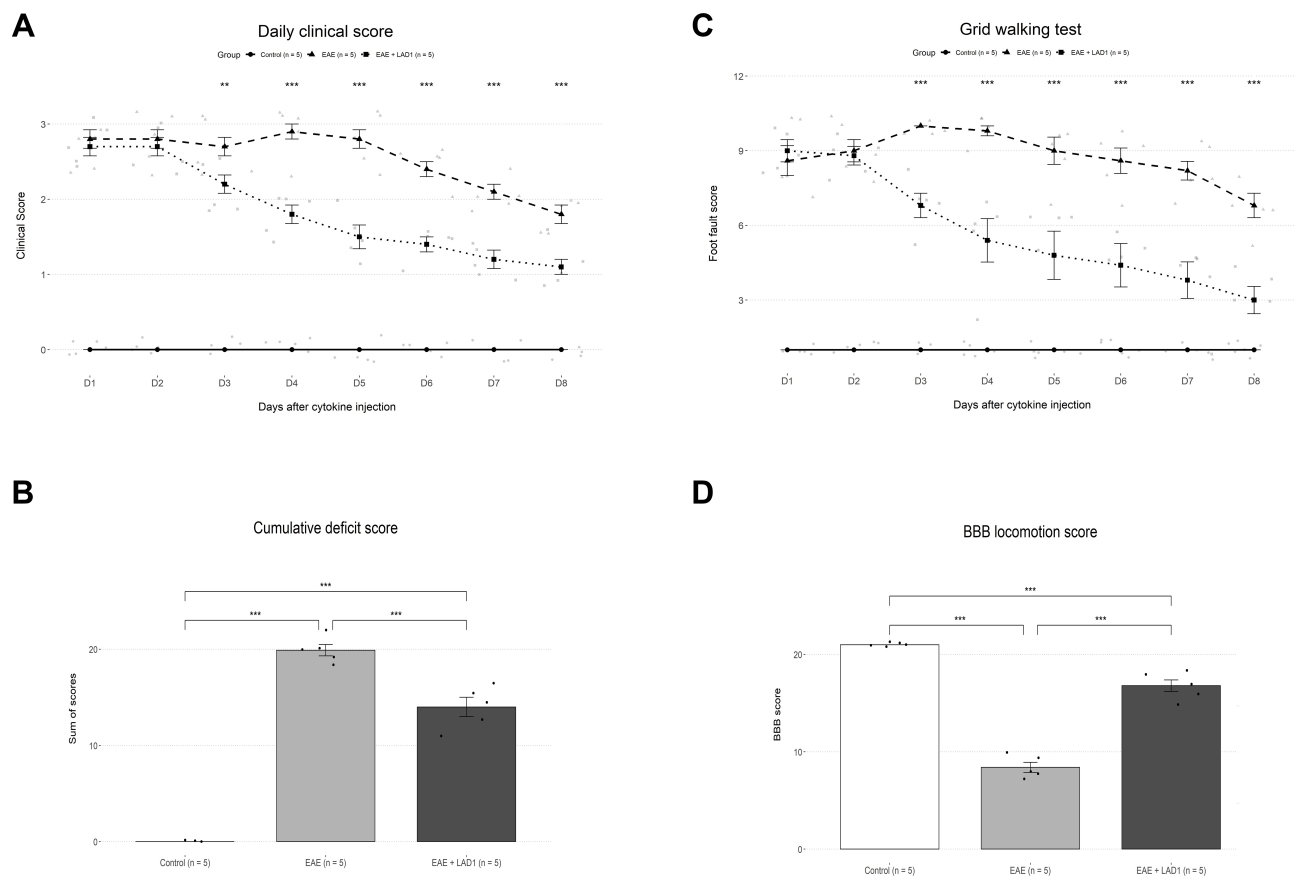 A
Daily clinical score
Group Control (n = 5) EAE (n = 5) EAE + LAD1 (n = 5)
** *** *** *** *** ***
3
2
1
0
Clinical Score
D1 D2 D3 D4 D5 D6 D7 D8
Days after cytokine injection
C
Grid walking test
Group Control (n = 5) EAE (n = 5) EAE + LAD1 (n = 5)
*** *** *** *** *** ***
12
9
6
3
Foot fault score
D1 D2 D3 D4 D5 D6 D7 D8
Days after cytokine injection
B
Cumulative deficit score
***
*** ***
20
10
0
Sum of scores
Control (n = 5) EAE (n = 5) EAE + LAD1 (n = 5)
D
BBB locomotion score
***
*** ***
20
10
0
BBB score
Control (n = 5) EAE (n = 5) EAE + LAD1 (n = 5)